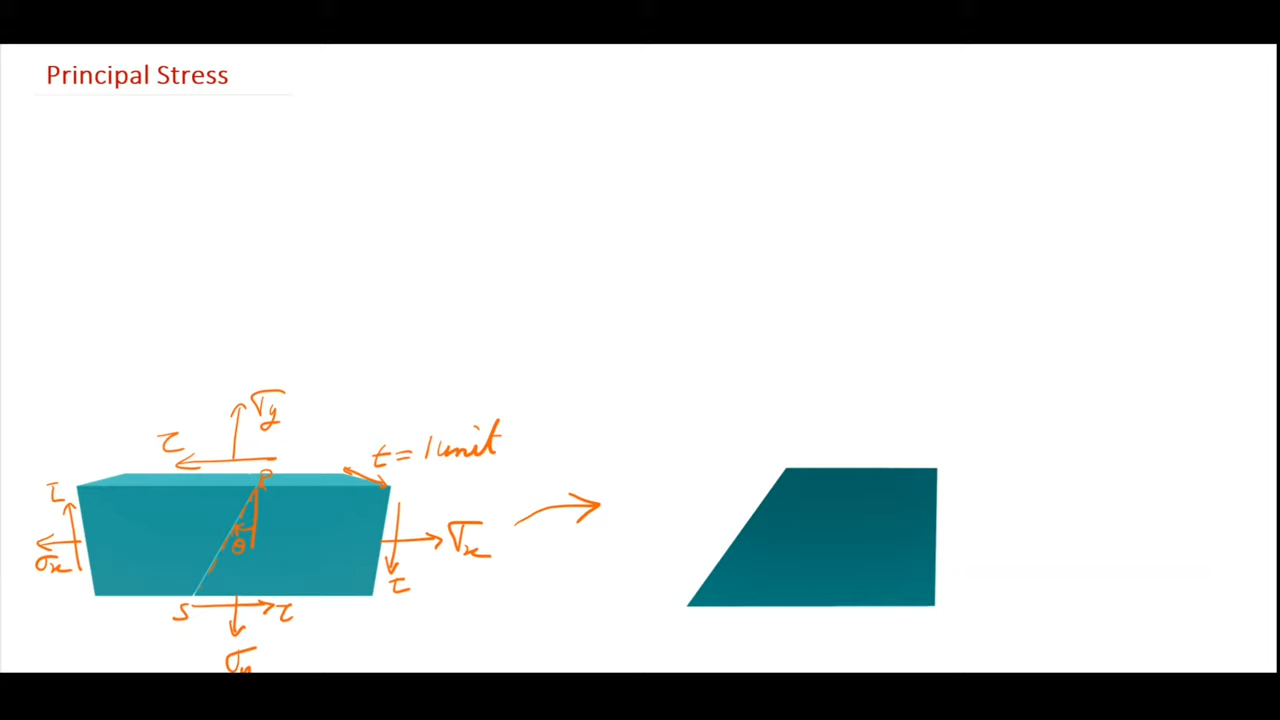 Principal Stress
σy
τ
t = 1 unit
P
τ
θ
σx
σx
τ
S
τ
σy